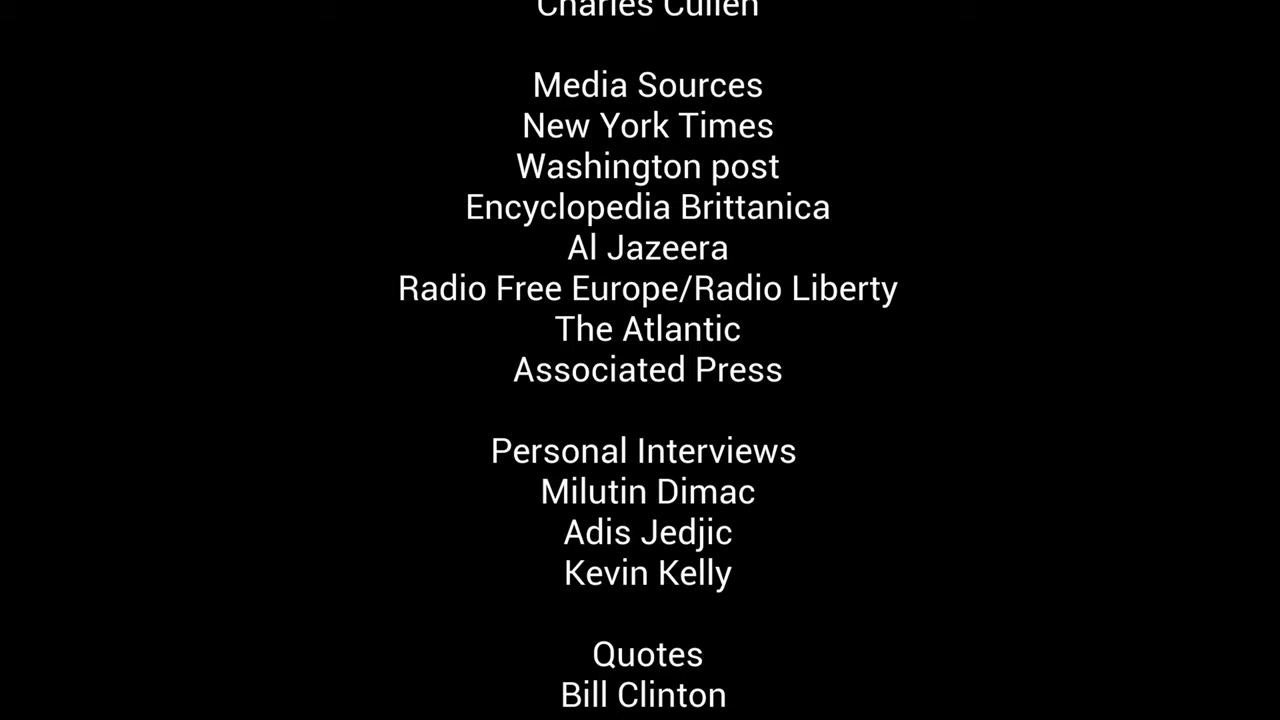 Charles Cullen
Media Sources
New York Times
Washington post
Encyclopedia Brittanica
Al Jazeera
Radio Free Europe/Radio Liberty
The Atlantic
Associated Press
Personal Interviews
Milutin Dimac
Adis Jedjic
Kevin Kelly
Quotes
Bill Clinton